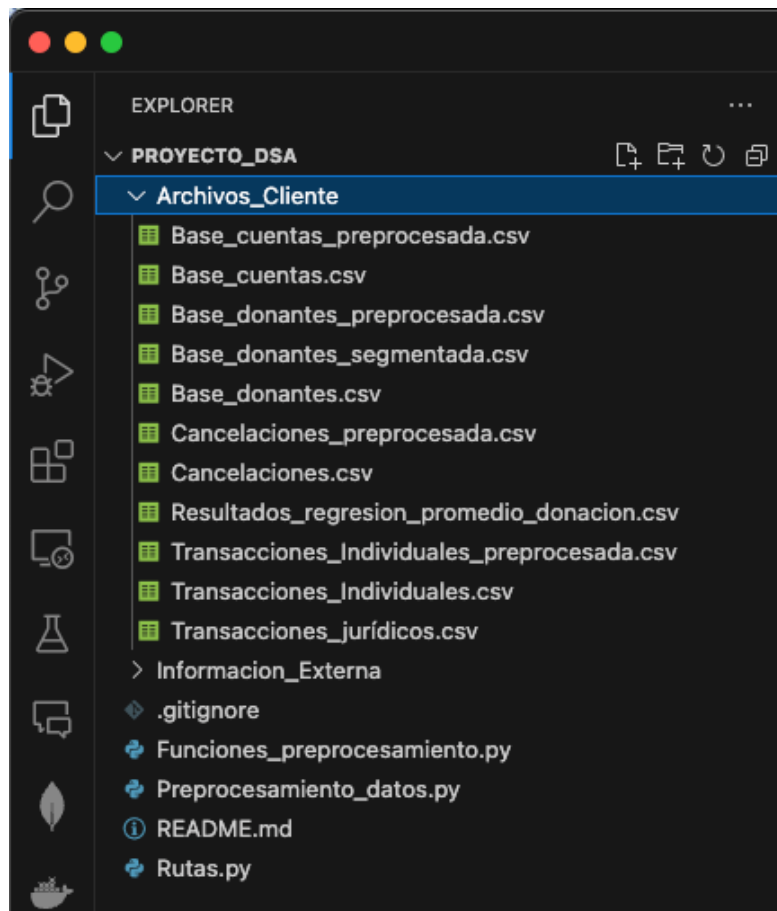 EXPLORER
PROYECTO_DSA
Archivos_Cliente
Base_cuentas_preprocesada.csv
Base_cuentas.csv
Base_donantes_preprocesada.csv
Base_donantes_segmentada.csv
Base_donantes.csv
Cancelaciones_preprocesada.csv
Cancelaciones.csv
Resultados_regresion_promedio_donacion.csv
Transacciones_Individuales_preprocesada.csv
Transacciones_Individuales.csv
Transacciones_jurídicos.csv
Informacion_Externa
.gitignore
Funciones_preprocesamiento.py
Preprocesamiento_datos.py
README.md
Rutas.py